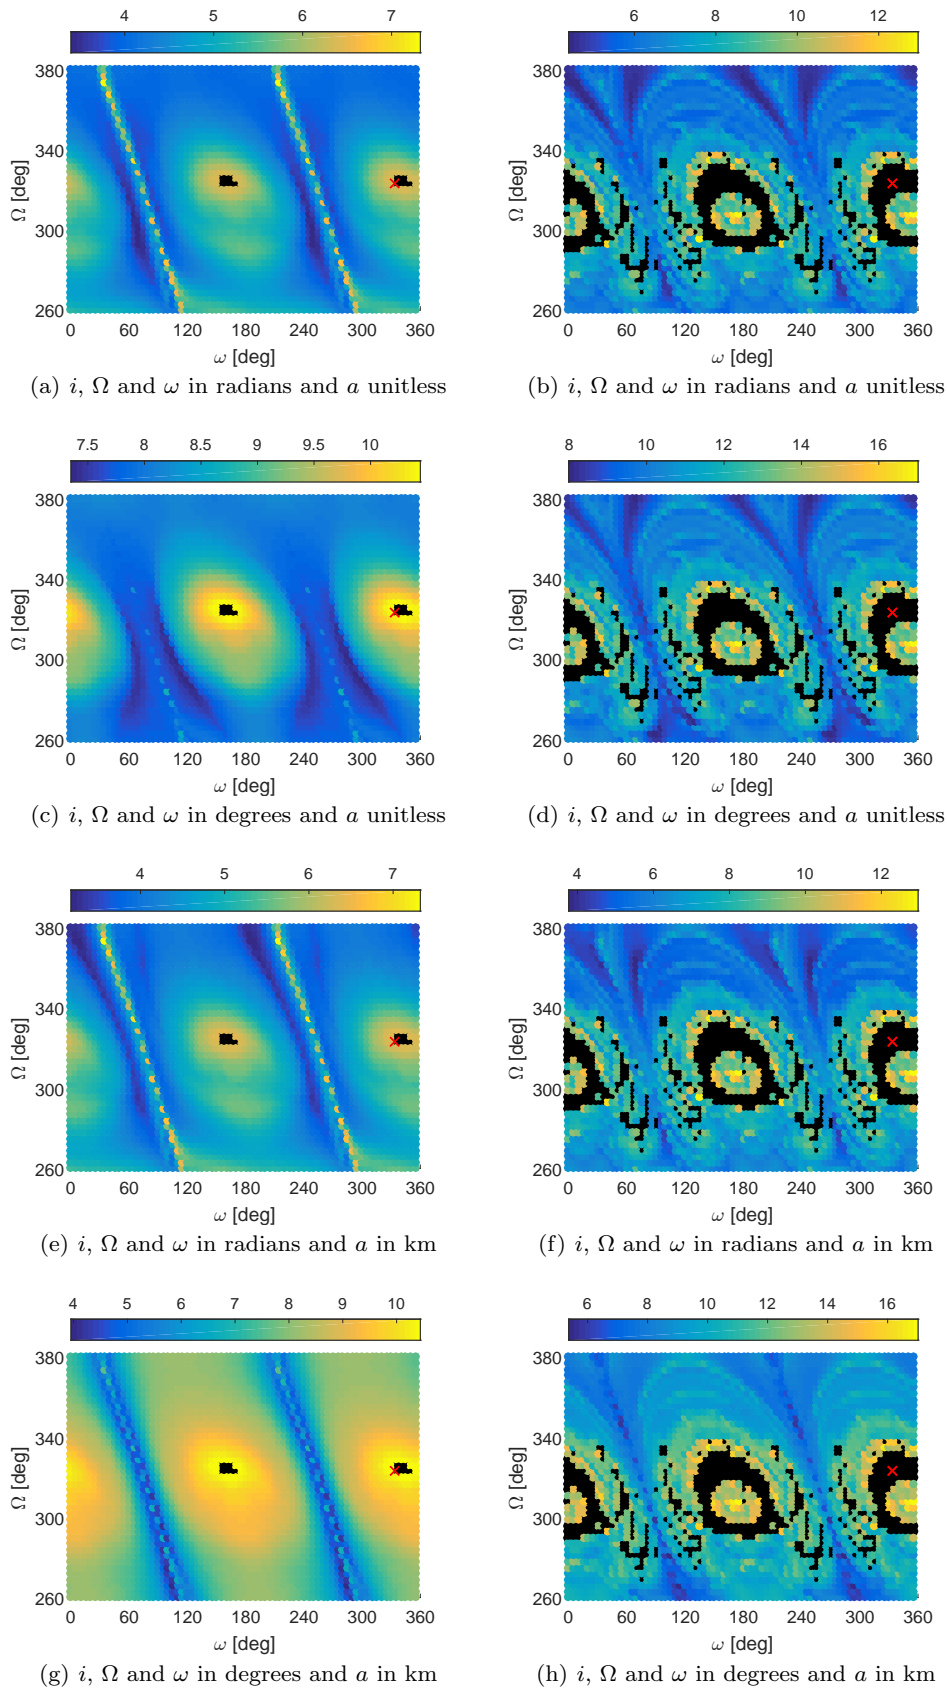 4 5 6 7
6 8 10 12
380
340
300
260
Ω [deg]
0 60 120 180 240 300 360
ω [deg]
380
340
300
260
Ω [deg]
0 60 120 180 240 300 360
ω [deg]
(a) i, Ω and ω in radians and a unitless
(b) i, Ω and ω in radians and a unitless
7.5 8 8.5 9 9.5 10
8 10 12 14 16
380
340
300
260
Ω [deg]
0 60 120 180 240 300 360
ω [deg]
380
340
300
260
Ω [deg]
0 60 120 180 240 300 360
ω [deg]
(c) i, Ω and ω in degrees and a unitless
(d) i, Ω and ω in degrees and a unitless
4 5 6 7
4 6 8 10 12
380
340
300
260
Ω [deg]
0 60 120 180 240 300 360
ω [deg]
380
340
300
260
Ω [deg]
0 60 120 180 240 300 360
ω [deg]
(e) i, Ω and ω in radians and a in km
(f) i, Ω and ω in radians and a in km
4 5 6 7 8 9 10
6 8 10 12 14 16
380
340
300
260
Ω [deg]
0 60 120 180 240 300 360
ω [deg]
380
340
300
260
Ω [deg]
0 60 120 180 240 300 360
ω [deg]
(g) i, Ω and ω in degrees and a in km
(h) i, Ω and ω in degrees and a in km